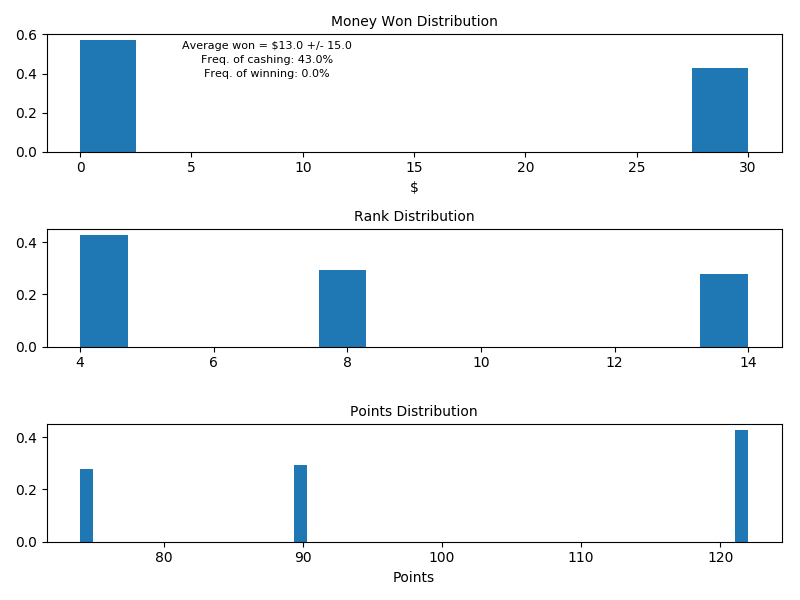 Money Won Distribution
0.6
0.4
0.2
0.0
Average won = $13.0 +/- 15.0
Freq. of cashing: 43.0%
Freq. of winning: 0.0%
0 5 10 15 20 25 30
$
Rank Distribution
0.4
0.2
0.0
4 6 8 10 12 14
Points Distribution
0.4
0.2
0.0
80 90 100 110 120
Points